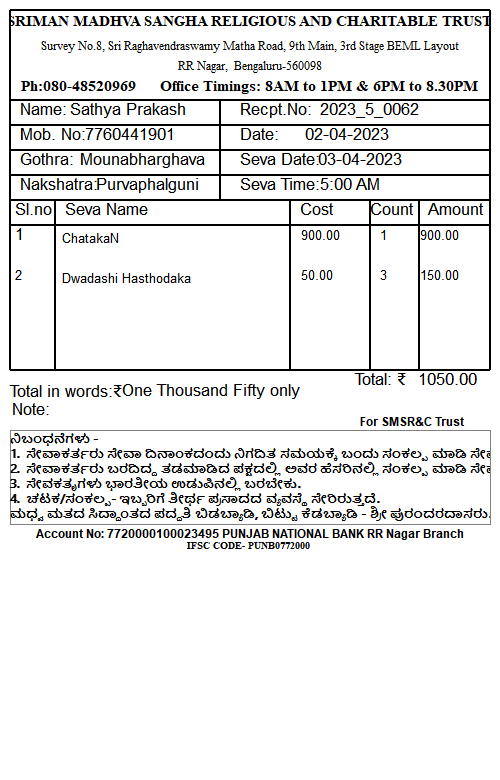 SRIMAN MADHVA SANGHA RELIGIOUS AND CHARITABLE TRUST
Survey No.8, Sri Raghavendraswamy Matha Road, 9th Main, 3rd Stage BEML Layout
RR Nagar, Bengaluru-560098
Ph:080-48520969 Office Timings: 8AM to 1PM & 6PM to 8.30PM
Name: Sathya Prakash Recpt.No: 2023_5_0062
Mob. No:7760441901 Date: 02-04-2023
Gothra: Mounabharghava Seva Date:03-04-2023
Nakshatra:Purvaphalguni Seva Time:5:00 AM
Sl.no Seva Name Cost Count Amount
1 ChatakaN 900.00 1 900.00
2 Dwadashi Hasthodaka 50.00 3 150.00
Total: ₹ 1050.00
Total in words:₹One Thousand Fifty only
Note:
For SMSR&C Trust
ನಿಬಂಧನೆಗಳು -
1. ಸೇವಾಕರ್ತರು ಸೇವಾ ದಿನಾಂಕದಂದು ನಿಗದಿತ ಸಮಯಕ್ಕೆ ಬಂದು ಸಂಕಲ್ಪ ಮಾಡಿ
2. ಸೇವಾಕರ್ತರು ಬರದಿದ್ದ ತಡಮಾಡಿದ ಪಕ್ಷದಲ್ಲಿ ಅವರ ಹೆಸರಿನಲ್ಲಿ ಸಂಕಲ್ಪ ಮಾಡಿ
3. ಸೇವಕತೃಗಳು ಭಾರತೀಯ ಉಡುಪಿನಲ್ಲಿ ಬರಬೇಕು.
4. ಚಟಕ/ಸಂಕಲ್ಪ- ಇಬ್ಬರಿಗೆ ತೀರ್ಥ ಪ್ರಸಾದದ ವ್ಯವಸ್ಥೆ ಸೇರಿರುತ್ತದೆ.
ಮಧ್ವ ಮತದ ಸಿದ್ಧಾಂತದ ಪದ್ಧತಿ ಬಿಡಬ್ಯಾಡಿ, ಬಿಟ್ಟು ಕೆಡಬ್ಯಾಡಿ - ಶ್ರೀ ಪುರಂದರದಾಸರು.
Account No: 7720000100023495 PUNJAB NATIONAL BANK RR Nagar Branch
IFSC CODE- PUNB0772000